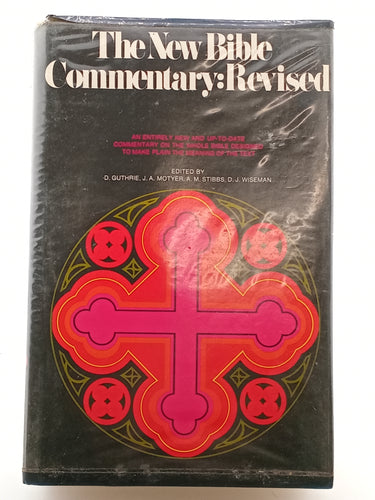 The New Bible
Commentary: Revised
AN ENTIRELY NEW AND UP-TO-DATE
COMMENTARY ON THE WHOLE BIBLE DESIGNED
TO MAKE PLAIN THE MEANING OF THE TEXT
EDITED BY
D. GUTHRIE, J. A. MOTYER, A. M. STIBBS, D. J. WISEMAN